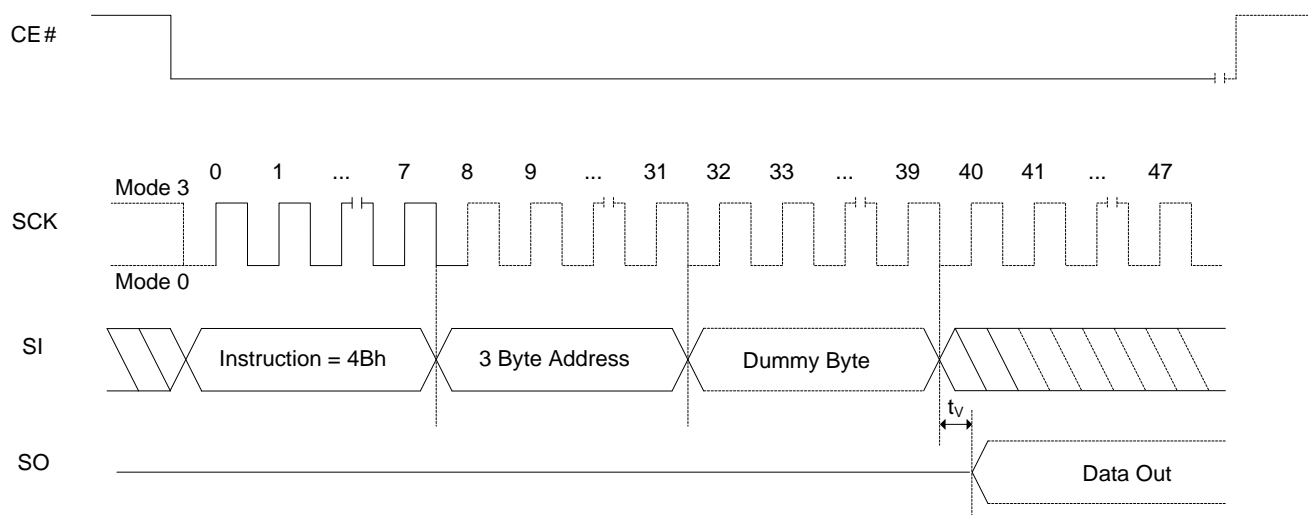 CE#
0 1 ... 7 8 9 ... 31 32 33 ... 39 40 41 ... 47
Mode 3
SCK
Mode 0
SI
Instruction = 4Bh
3 Byte Address
Dummy Byte
tV
SO
Data Out